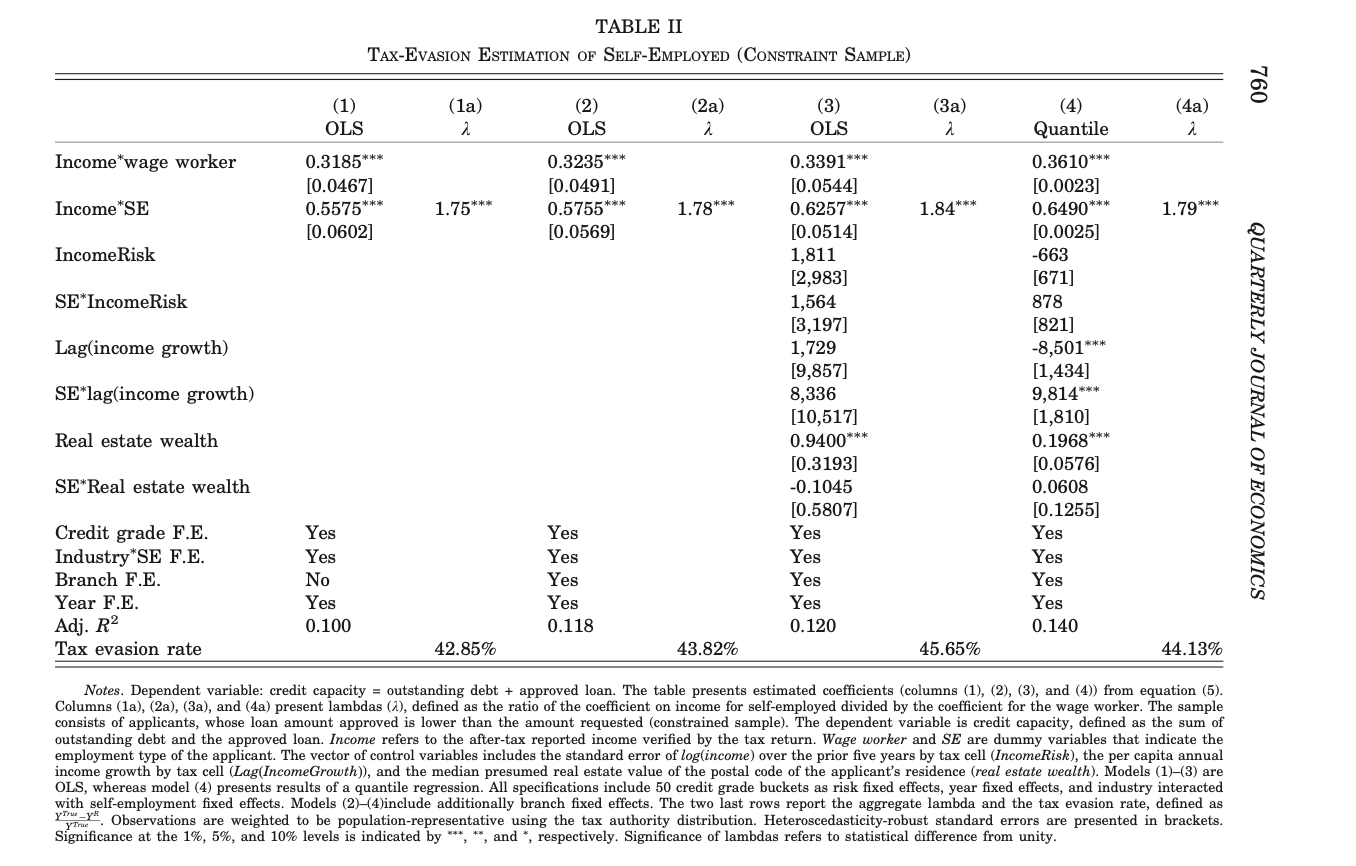 TABLE II
TAX-EVASION ESTIMATION OF SELF-EMPLOYED (CONSTRAINT SAMPLE)
(1) (1a) (2) (2a) (3) (3a) (4) (4a)
OLS λ OLS λ OLS λ Quantile λ
Income*wage worker 0.3185*** 0.3235*** 0.3391*** 0.3610***
[0.0467] [0.0491] [0.0544] [0.0023]
Income*SE 0.5575*** 1.75*** 0.5755*** 1.78*** 0.6257*** 1.84*** 0.6490*** 1.79***
[0.0602] [0.0569] [0.0514] [0.0025]
IncomeRisk 1,811 -663
[2,983] [671]
SE*IncomeRisk 1,564 878
[3,197] [821]
Lag(income growth) 1,729 -8,501***
[9,857] [1,434]
SE*lag(income growth) 8,336 9,814***
[10,517] [1,810]
Real estate wealth 0.9400*** 0.1968***
[0.3193] [0.0576]
SE*Real estate wealth -0.1045 0.0608
[0.5807] [0.1255]
Credit grade F.E. Yes Yes Yes Yes
Industry*SE F.E. Yes Yes Yes Yes
Branch F.E. No Yes Yes Yes
Year F.E. Yes Yes Yes Yes
Adj. R² 0.100 0.118 0.120 0.140
Tax evasion rate 42.85% 43.82% 45.65% 44.13%
Notes. Dependent variable: credit capacity = outstanding debt + approved loan. The table presents estimated coefficients (columns (1), (2), (3), and (4)) from equation (5).
Columns (1a), (2a), (3a), and (4a) present lambdas (λ), defined as the ratio of the coefficient on income for self-employed divided by the coefficient for the wage worker. The sample
consists of applicants, whose loan amount approved is lower than the amount requested (constrained sample). The dependent variable is credit capacity, defined as the sum of
outstanding debt and the approved loan. Income refers to the after-tax reported income verified by the tax return. Wage worker and SE are dummy variables that indicate the
employment type of the applicant. The vector of control variables includes the standard error of log(income) over the prior five years by tax cell (IncomeRisk), the per capita annual
income growth by tax cell (Lag(IncomeGrowth)), and the median presumed real estate value of the postal code of the applicant's residence (real estate wealth). Models (1)–(3) are
OLS, whereas model (4) presents results of a quantile regression. All specifications include 50 credit grade buckets as risk fixed effects, year fixed effects, and industry interacted
with self-employment fixed effects. Models (2)–(4)include additionally branch fixed effects. The two last rows report the aggregate lambda and the tax evasion rate, defined as
(Y^True − Y^R)/Y^True. Observations are weighted to be population-representative using the tax authority distribution. Heteroscedasticity-robust standard errors are presented in brackets.
Significance at the 1%, 5%, and 10% levels is indicated by ***, **, and *, respectively. Significance of lambdas refers to statistical difference from unity.
760
QUARTERLY JOURNAL OF ECONOMICS